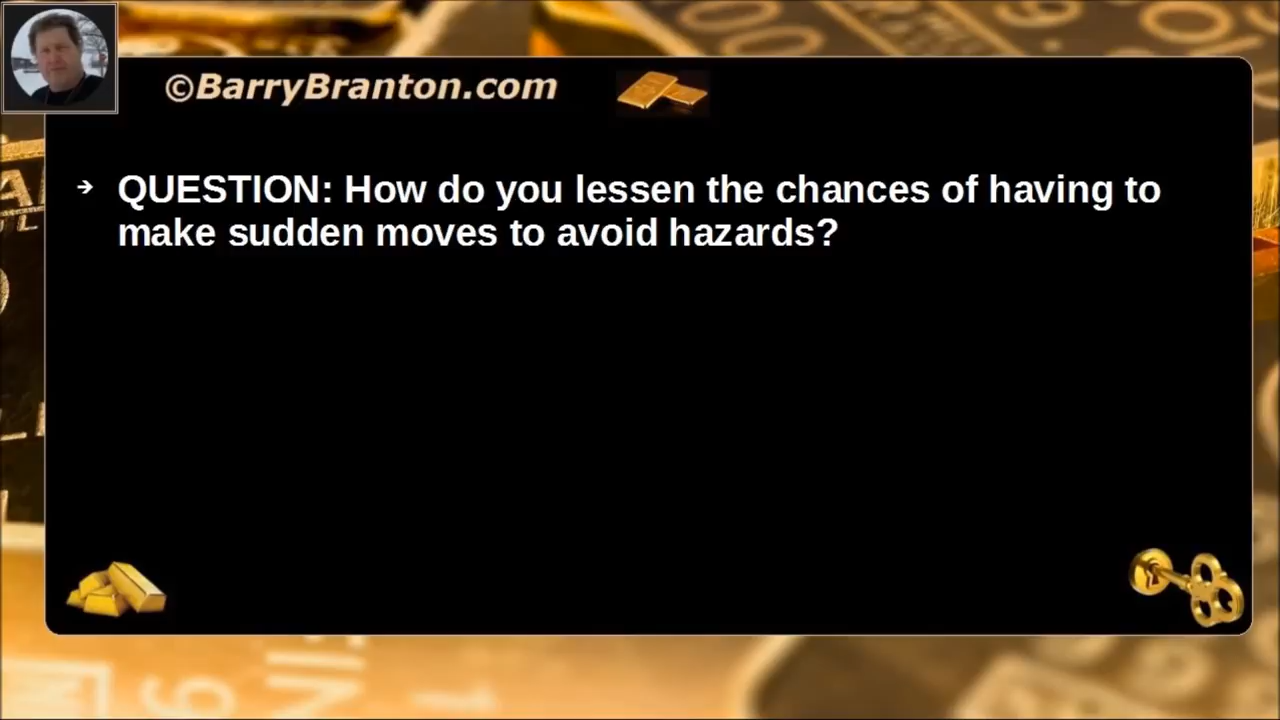 ©BarryBranton.com
QUESTION: How do you lessen the chances of having to
make sudden moves to avoid hazards?